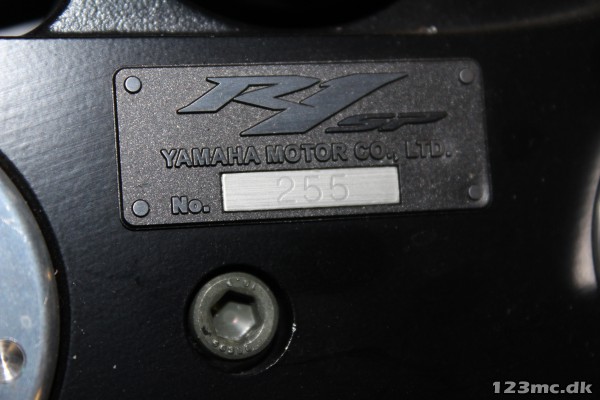 R1 SP
YAMAHA MOTOR CO., LTD.
No. 255
123mc.dk